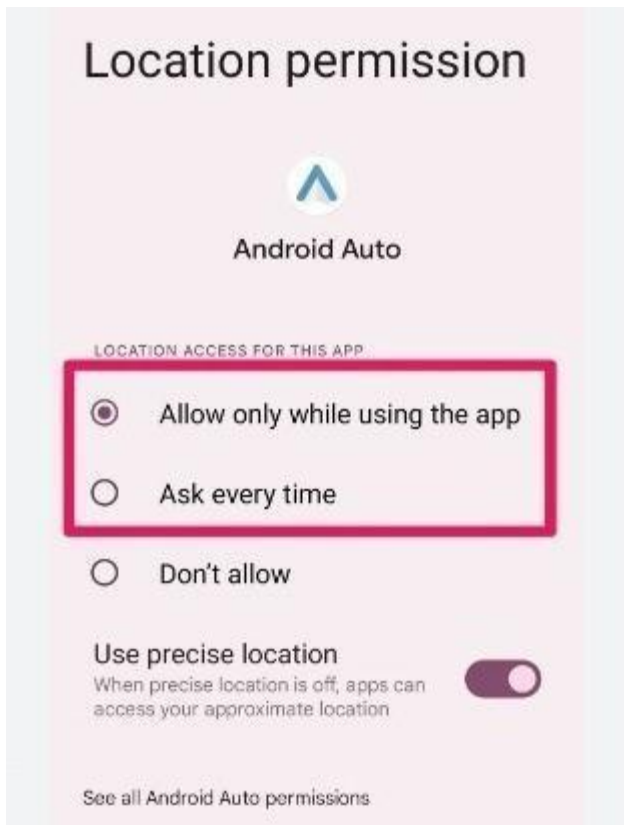 Location permission
Android Auto
LOCATION ACCESS FOR THIS APP
Allow only while using the app
Ask every time
Don't allow
Use precise location
When precise location is off, apps can
access your approximate location
See all Android Auto permissions